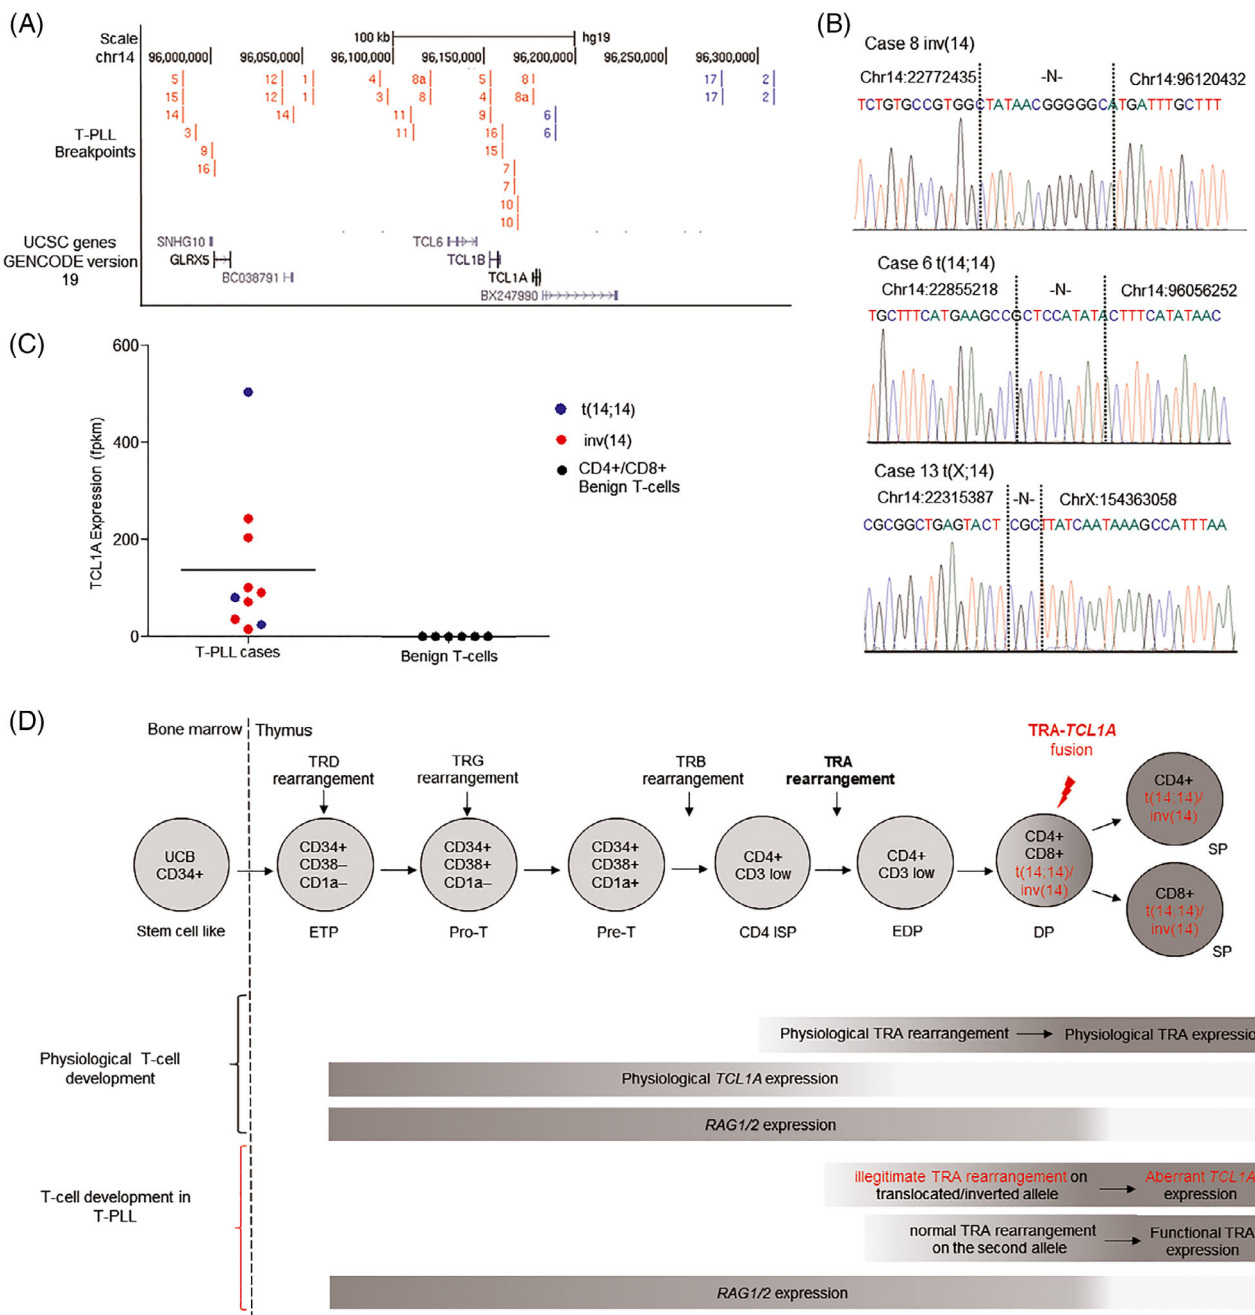 (A)
Scale
100 kb
hg19
chr14
96,000,000
96,050,000
96,100,000
96,150,000
96,200,000
96,250,000
96,300,000
5 12 1 4 8a 5 8 17 2
15 12 1 3 8 4 8a 17 2
14 14 11 9 6
3 11 16 6
9 15
16 7
7
10
10
T-PLL
Breakpoints
UCSC genes
GENCODE version
19
SNHG10
GLRX5
BC038791
TCL6
TCL1B
TCL1A
BX247990
(B)
Case 8 inv(14)
Chr14:22772435 -N- Chr14:96120432
TCTGTGCCGTGGCTATAACGGGGGCATGATTTGCTTT
Case 6 t(14;14)
Chr14:22855218 -N- Chr14:96056252
TGCTTTCATGAAGCCGCTCCATATACTTTCATATAAC
Case 13 t(X;14)
Chr14:22315387 -N- ChrX:154363058
CGCGGCTGAGTACT CGCTTATCAATAAAGCCATTTAA
(C)
TCL1A Expression (fpkm)
600
400
200
0
T-PLL cases
Benign T-cells
t(14;14)
inv(14)
CD4+/CD8+
Benign T-cells
(D)
Bone marrow
Thymus
TRD
rearrangement
TRG
rearrangement
TRB
rearrangement
TRA
rearrangement
TRA-TCL1A
fusion
UCB
CD34+
CD34+
CD38–
CD1a–
CD34+
CD38+
CD1a–
CD34+
CD38+
CD1a+
CD4+
CD3 low
CD4+
CD3 low
CD4+
CD8+
t(14;14)/
inv(14)
CD4+
t(14;14)/
inv(14)
SP
CD8+
t(14;14)/
inv(14)
SP
Stem cell like
ETP
Pro-T
Pre-T
CD4 ISP
EDP
DP
Physiological T-cell
development
Physiological TRA rearrangement
Physiological TRA expressio
Physiological TCL1A expression
RAG1/2 expression
T-cell development in
T-PLL
illegitimate TRA rearrangement on
translocated/inverted allele
Aberrant TCL1A
expression
normal TRA rearrangement
on the second allele
Functional TRA
expression
RAG1/2 expression